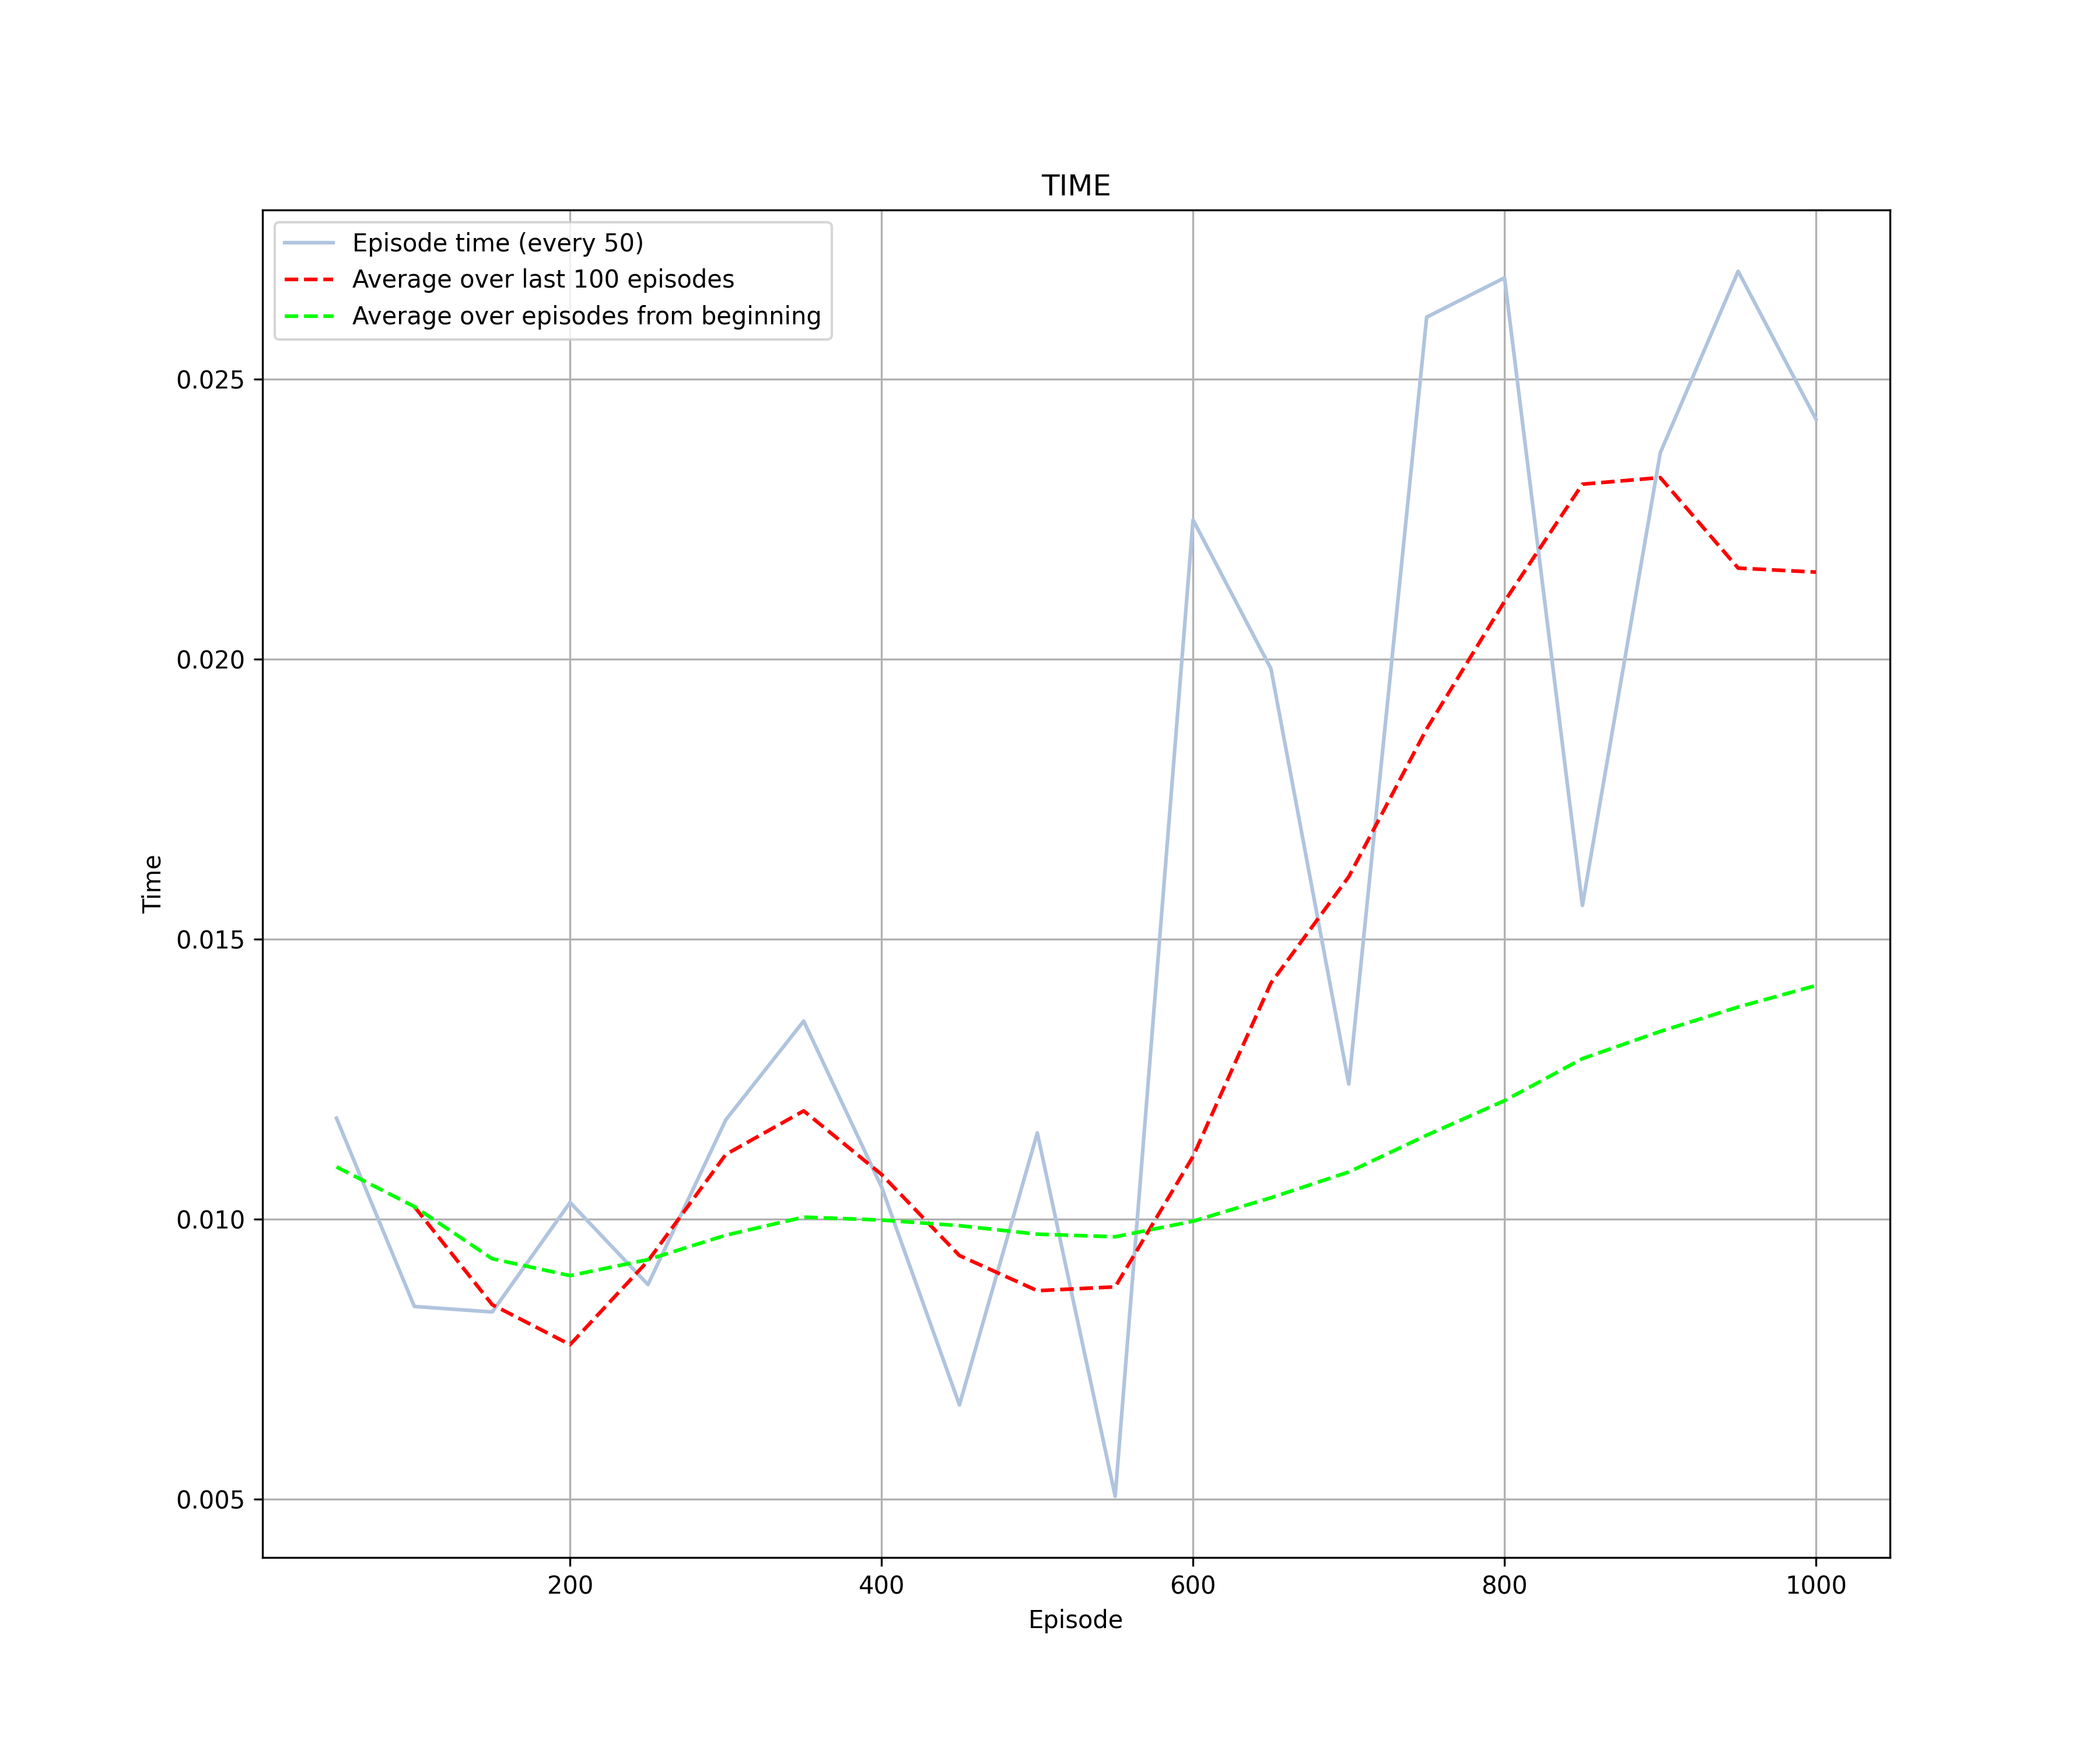 TIME
Episode time (every 50)
Average over last 100 episodes
Average over episodes from beginning
0.025
0.020
0.015
0.010
0.005
Time
200 400 600 800 1000
Episode